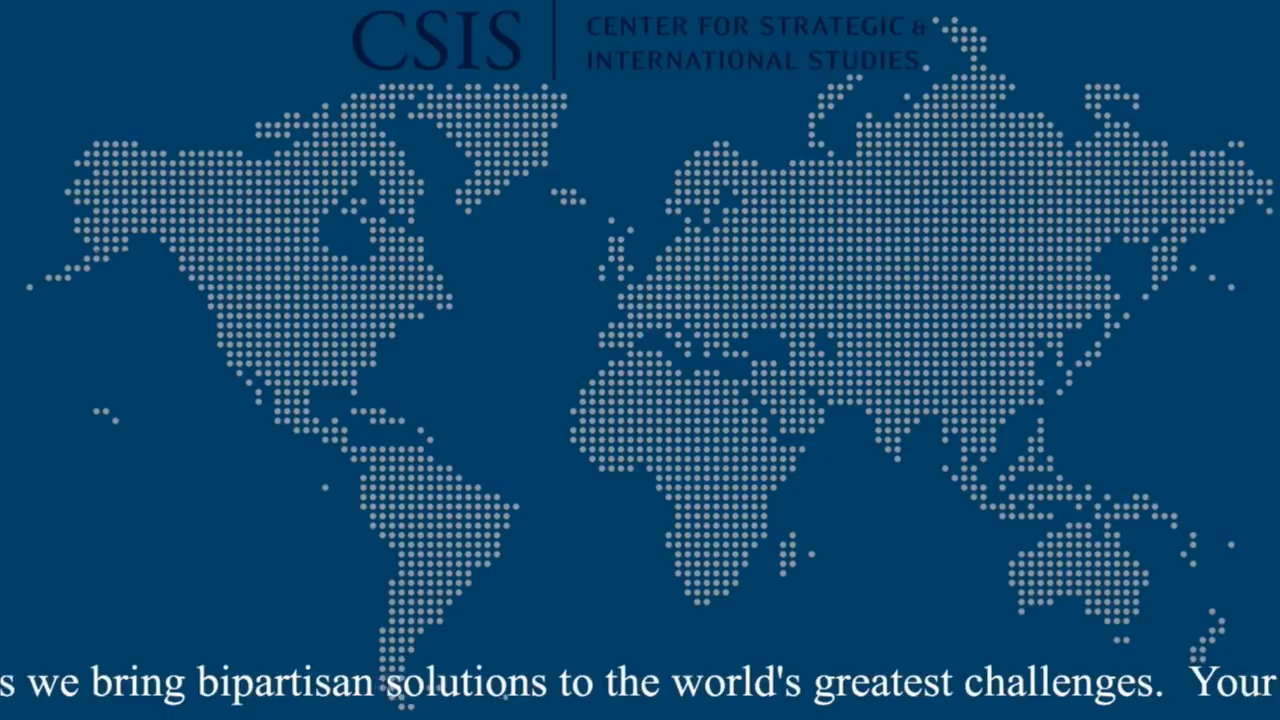 CSIS
CENTER FOR STRATEGIC &
INTERNATIONAL STUDIES
s we bring bipartisan solutions to the world's greatest challenges. Your